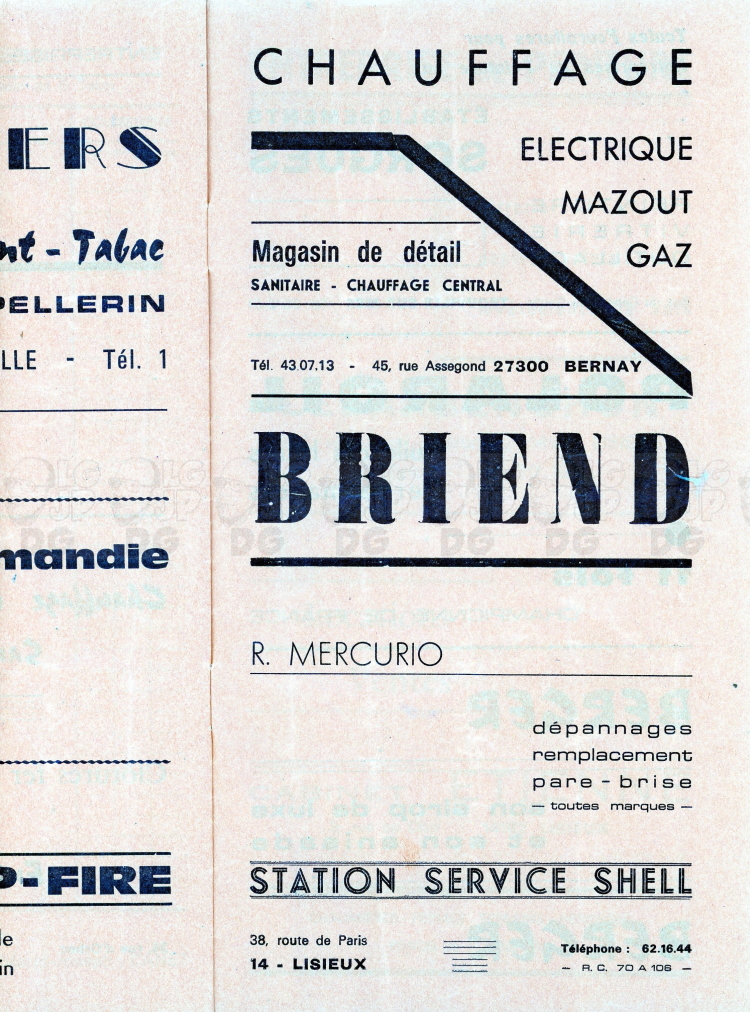 ERS
nt - Tabac
PELLERIN
LLE - Tél. 1
mandie
P-FIRE
le
in
CHAUFFAGE
ELECTRIQUE
MAZOUT
GAZ
Magasin de détail
SANITAIRE - CHAUFFAGE CENTRAL
Tél. 43.07.13 - 45, rue Assegond 27300 BERNAY
BRIEND
R. MERCURIO
dépannages
remplacement
pare-brise
— toutes marques —
STATION SERVICE SHELL
38, route de Paris
14 - LISIEUX
Téléphone : 62.16.44
— R.C. 70 A 106 —